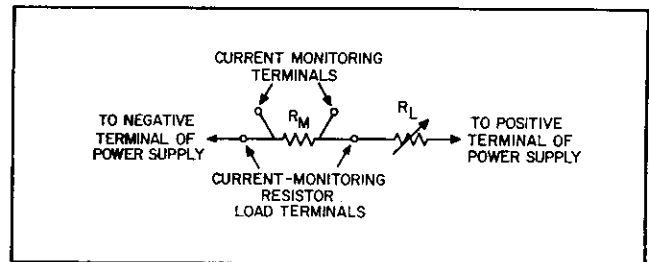 CURRENT MONITORING
TERMINALS
R_M
R_L
TO NEGATIVE
TERMINAL OF
POWER SUPPLY
TO POSITIVE
TERMINAL OF
POWER SUPPLY
CURRENT-MONITORING
RESISTOR
LOAD TERMINALS